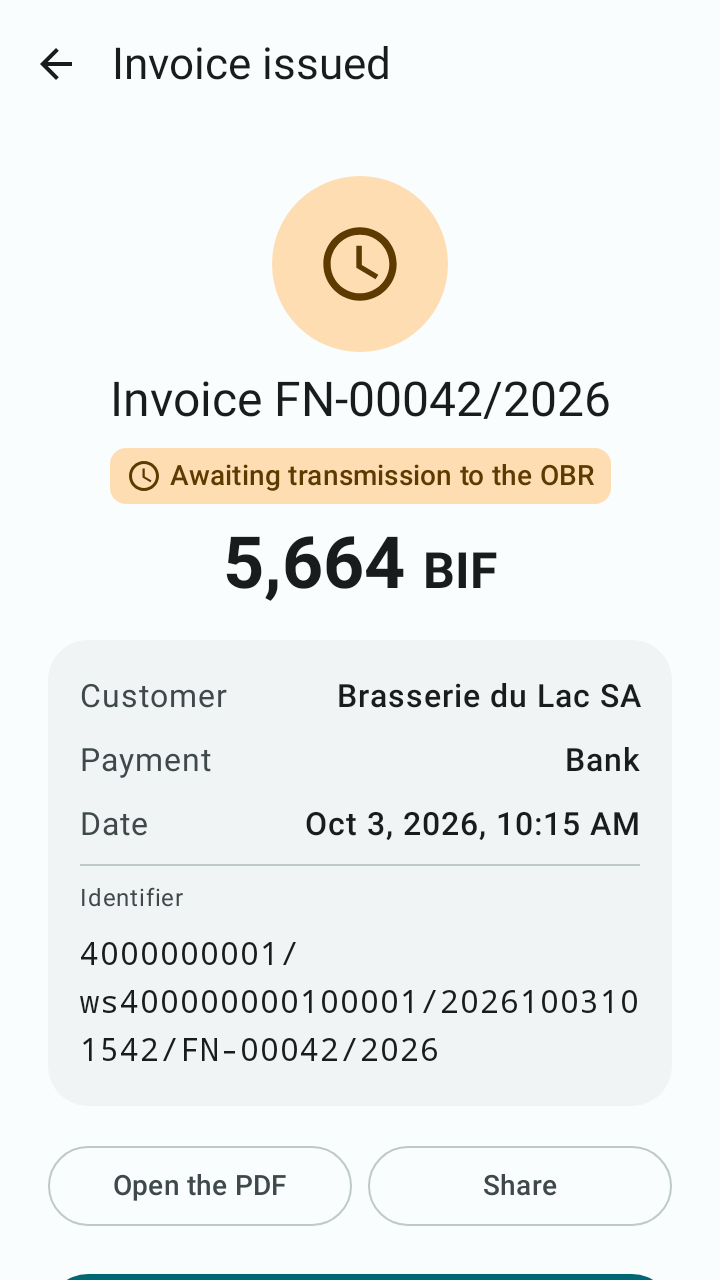 Invoice issued
Invoice FN-00042/2026
Awaiting transmission to the OBR
5,664 BIF
Customer Brasserie du Lac SA
Payment Bank
Date Oct 3, 2026, 10:15 AM
Identifier
4000000001/
ws400000000100001/2026100310
1542/FN-00042/2026
Open the PDF Share